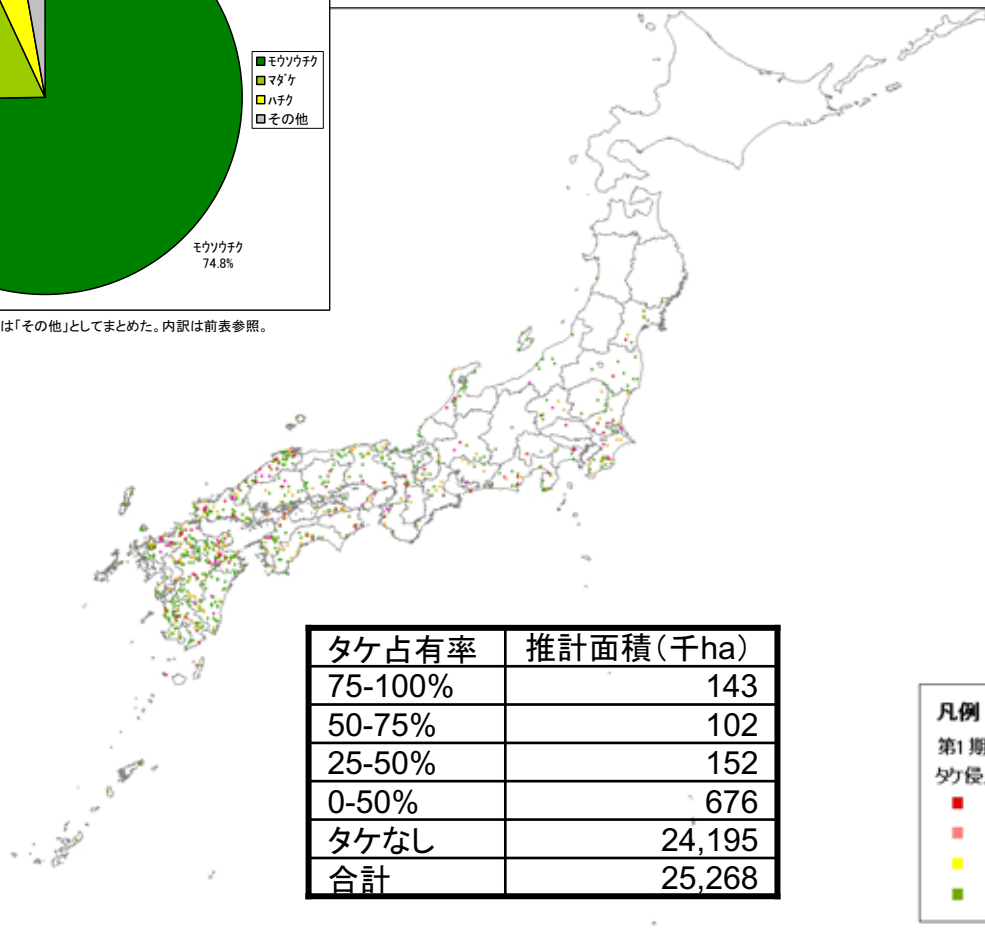 モウソウチク
マダケ
ハチク
その他
モウソウチク
74.8%
は「その他」としてまとめた。内訳は前表参照。
タケ占有率 推計面積（千ha）
75-100% 143
50-75% 102
25-50% 152
0-50% 676
タケなし 24,195
合計 25,268
凡例
第1期
タケ侵